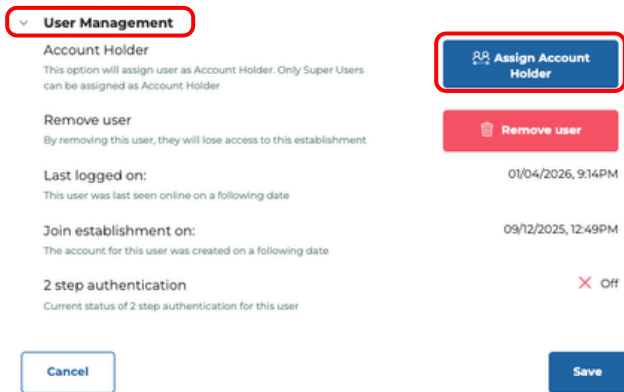 User Management
Account Holder
This option will assign user as Account Holder. Only Super Users
can be assigned as Account Holder
Assign Account
Holder
Remove user
By removing this user, they will lose access to this establishment
Remove user
Last logged on:
This user was last seen online on a following date
01/04/2026, 9:14PM
Join establishment on:
The account for this user was created on a following date
09/12/2025, 12:49PM
2 step authentication
Current status of 2 step authentication for this user
Off
Cancel
Save